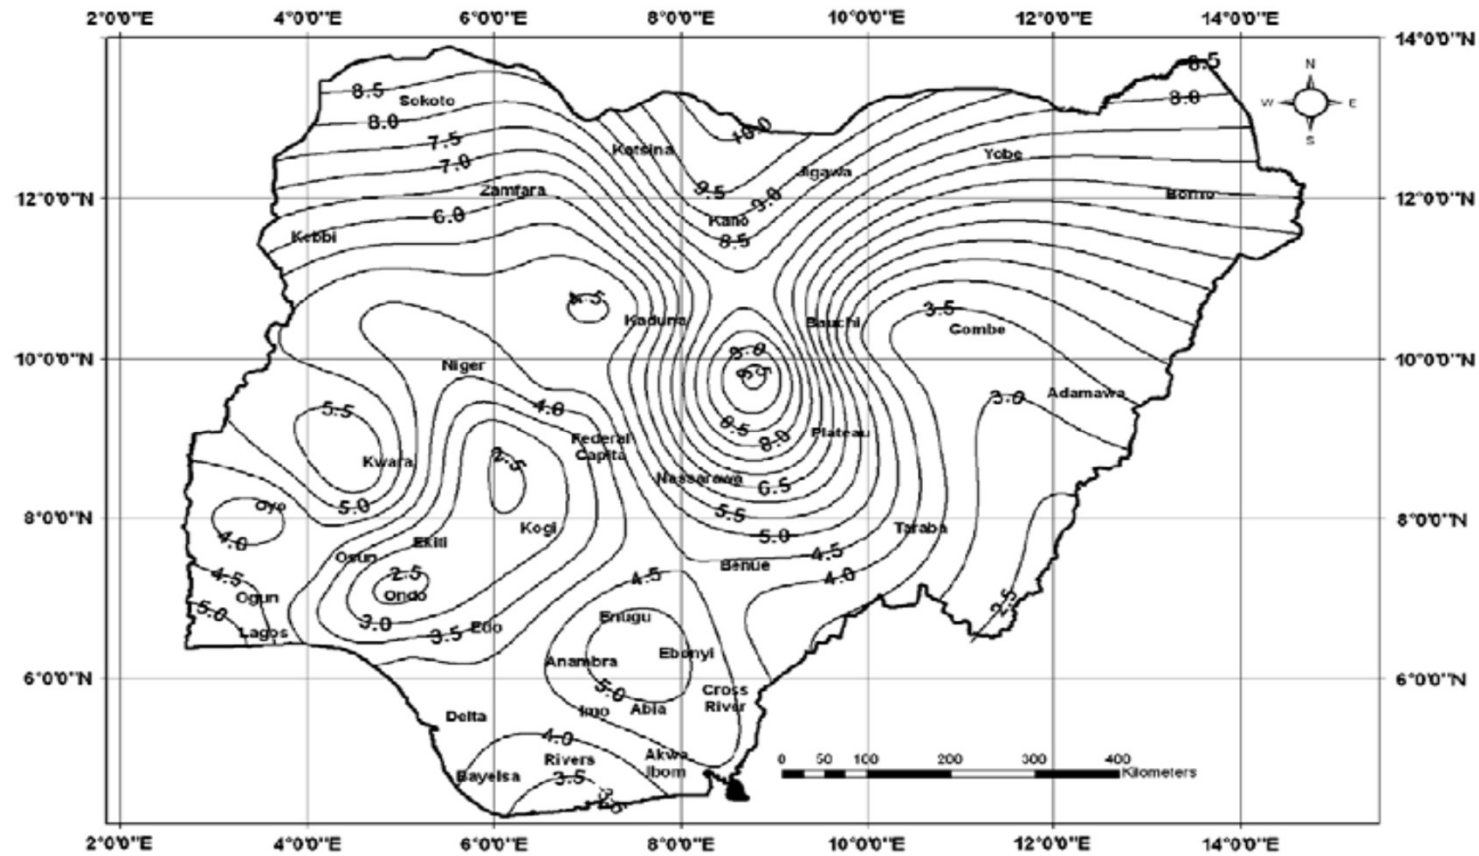 2°0'0"E 4°0'0"E 6°0'0"E 8°0'0"E 10°0'0"E 12°0'0"E 14°0'0"E
14°0'0"N
8.5
N
8.5
Sokoto
8.0
W E
8.0
10.0
S
7.5
Katsina
Yobe
7.0
Jigawa
Zamfara
9.5
12°0'0"N
9.0
Borno
12°0'0"N
6.0
Kano
Kebbi
8.5
4.5
3.5
Kaduna
Bauchi
Gombe
10°0'0"N
8.0
10°0'0"N
Niger
Adamawa
3.0
5.5
4.0
8.5
Plateau
Federal
8.0
Capita
Kwara
2.5
Nassarawa
6.5
5.0
Oyo
5.5
8°0'0"N
Kogi
Taraba
8°0'0"N
4.0
Ekiti
5.0
Osun
4.5
Benue
4.5
2.5
4.5
4.0
Ondo
Ogun
2.5
5.0
3.0
Enugu
Lagos
3.5
Edo
Ebonyi
Anambra
6°0'0"N
5.0
Cross
River
6°0'0"N
Imo
Abia
Delta
4.0
Akwa
Ibom
Rivers
0 50 100 200 300 400
Kilometers
Bayelsa
3.5
2°0'0"E 4°0'0"E 6°0'0"E 8°0'0"E 10°0'0"E 12°0'0"E 14°0'0"E